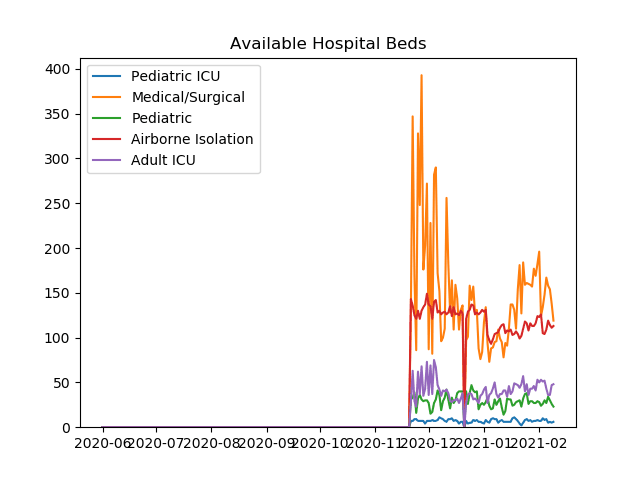 Available Hospital Beds
Pediatric ICU
Medical/Surgical
Pediatric
Airborne Isolation
Adult ICU
400
350
300
250
200
150
100
50
0
2020-06 2020-07 2020-08 2020-09 2020-10 2020-11 2020-12 2021-01 2021-02